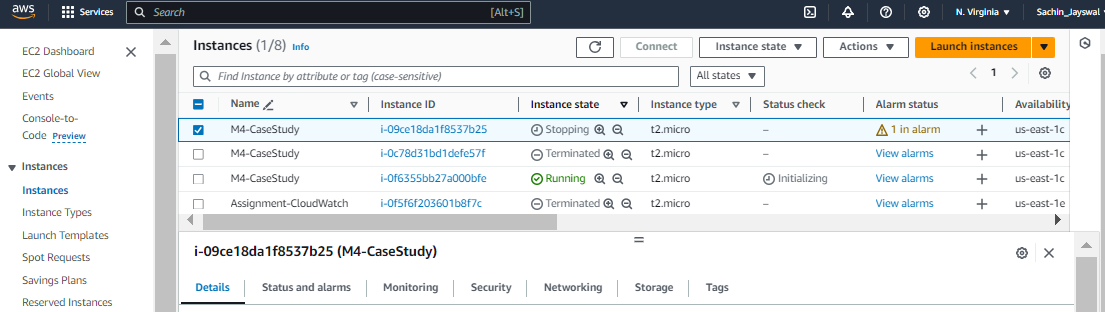 aws Services Search [Alt+S] N. Virginia Sachin_Jayswal
EC2 Dashboard
EC2 Global View
Events
Console-to-
Code Preview
Instances
Instances
Instance Types
Launch Templates
Spot Requests
Savings Plans
Reserved Instances
Instances (1/8) Info Connect Instance state Actions Launch instances
Find Instance by attribute or tag (case-sensitive) All states 1
Name Instance ID Instance state Instance type Status check Alarm status Availability
M4-CaseStudy i-09ce18da1f8537b25 Stopping t2.micro – 1 in alarm + us-east-1c
M4-CaseStudy i-0c78d31bd1defe57f Terminated t2.micro – View alarms + us-east-1c
M4-CaseStudy i-0f6355bb27a000bfe Running t2.micro Initializing View alarms + us-east-1c
Assignment-CloudWatch i-0f5f6f203601b8f7c Terminated t2.micro – View alarms + us-east-1e
i-09ce18da1f8537b25 (M4-CaseStudy)
Details Status and alarms Monitoring Security Networking Storage Tags